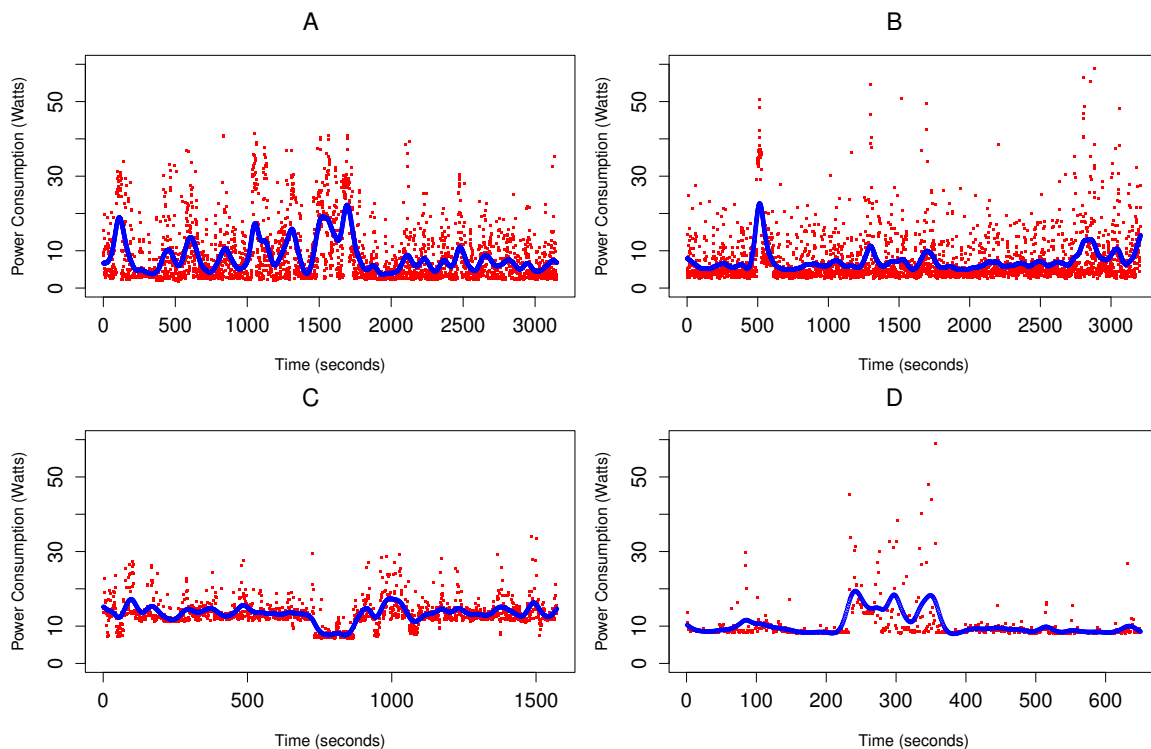 A
Power Consumption (Watts)
0 10 30 50
0 500 1000 1500 2000 2500 3000
Time (seconds)
B
Power Consumption (Watts)
0 10 30 50
0 500 1000 1500 2000 2500 3000
Time (seconds)
C
Power Consumption (Watts)
0 10 30 50
0 500 1000 1500
Time (seconds)
D
Power Consumption (Watts)
0 10 30 50
0 100 200 300 400 500 600
Time (seconds)